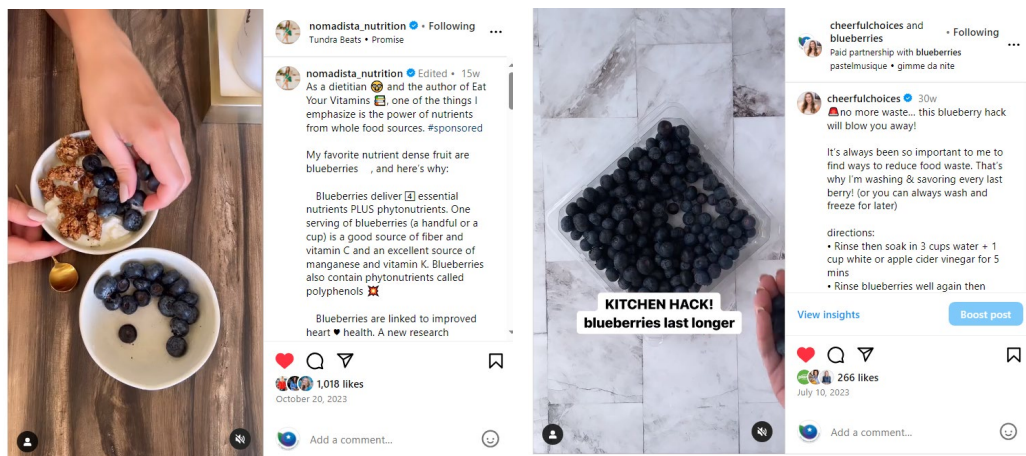 nomadista_nutrition • Following
Tundra Beats • Promise
nomadista_nutrition Edited • 15w
As a dietitian 🤓 and the author of Eat
Your Vitamins 📗, one of the things I
emphasize is the power of nutrients
from whole food sources. #sponsored
My favorite nutrient dense fruit are
blueberries , and here's why:
Blueberries deliver 4️⃣ essential
nutrients PLUS phytonutrients. One
serving of blueberries (a handful or a
cup) is a good source of fiber and
vitamin C and an excellent source of
manganese and vitamin K. Blueberries
also contain phytonutrients called
polyphenols 💥
Blueberries are linked to improved
heart ♥ health. A new research
1,018 likes
October 20, 2023
Add a comment...
KITCHEN HACK!
blueberries last longer
cheerfulchoices and
blueberries • Following
Paid partnership with blueberries
pastelmusique • gimme da nite
cheerfulchoices 30w
🚨no more waste... this blueberry hack
will blow you away!
It's always been so important to me to
find ways to reduce food waste. That's
why I'm washing & savoring every last
berry! (or you can always wash and
freeze for later)
directions:
• Rinse then soak in 3 cups water + 1
cup white or apple cider vinegar for 5
mins
• Rinse blueberries well again then
View insights
Boost post
266 likes
July 10, 2023
Add a comment...